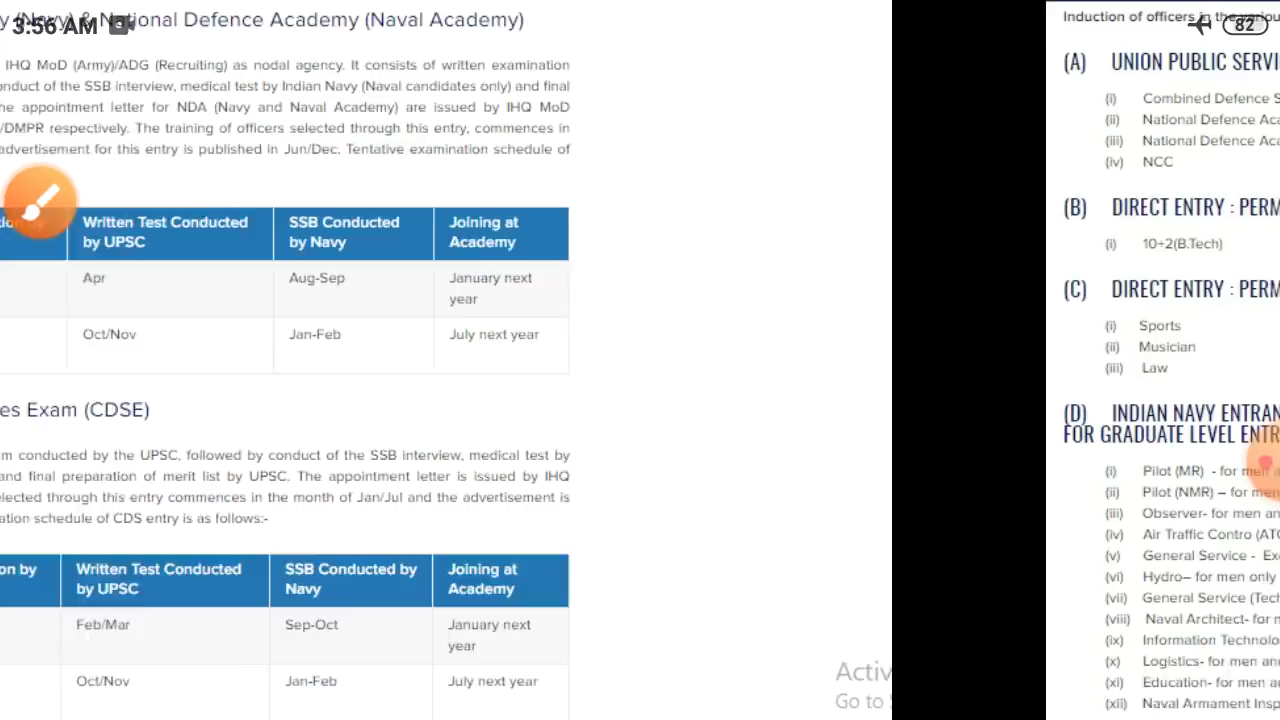 y (Navy) & National Defence Academy (Naval Academy)
3:56 AM
IHQ MoD (Army)/ADG (Recruiting) as nodal agency. It consists of written examination
onduct of the SSB interview, medical test by Indian Navy (Naval candidates only) and final
he appointment letter for NDA (Navy and Naval Academy) are issued by IHQ MoD
/DMPR respectively. The training of officers selected through this entry, commences in
advertisement for this entry is published in Jun/Dec. Tentative examination schedule of
Written Test Conducted by UPSC
SSB Conducted by Navy
Joining at Academy
Apr
Aug-Sep
January next year
Oct/Nov
Jan-Feb
July next year
es Exam (CDSE)
m conducted by the UPSC, followed by conduct of the SSB interview, medical test by
and final preparation of merit list by UPSC. The appointment letter is issued by IHQ
elected through this entry commences in the month of Jan/Jul and the advertisement is
ation schedule of CDS entry is as follows:-
on by
Written Test Conducted by UPSC
SSB Conducted by Navy
Joining at Academy
Feb/Mar
Sep-Oct
January next year
Oct/Nov
Jan-Feb
July next year
Activ
Go to S
82
Induction of officers in the variou
(A) UNION PUBLIC SERVI
(i) Combined Defence S
(ii) National Defence Aca
(iii) National Defence Aca
(iv) NCC
(B) DIRECT ENTRY : PERM
(i) 10+2(B.Tech)
(C) DIRECT ENTRY : PERM
(i) Sports
(ii) Musician
(iii) Law
(D) INDIAN NAVY ENTRAN
FOR GRADUATE LEVEL ENTR
(i) Pilot (MR) - for men
(ii) Pilot (NMR) – for men
(iii) Observer- for men an
(iv) Air Traffic Contro (ATC
(v) General Service - Exe
(vi) Hydro– for men only
(vii) General Service (Tech
(viii) Naval Architect- for m
(ix) Information Technolo
(x) Logistics- for men and
(xi) Education- for men a
(xii) Naval Armament Insp